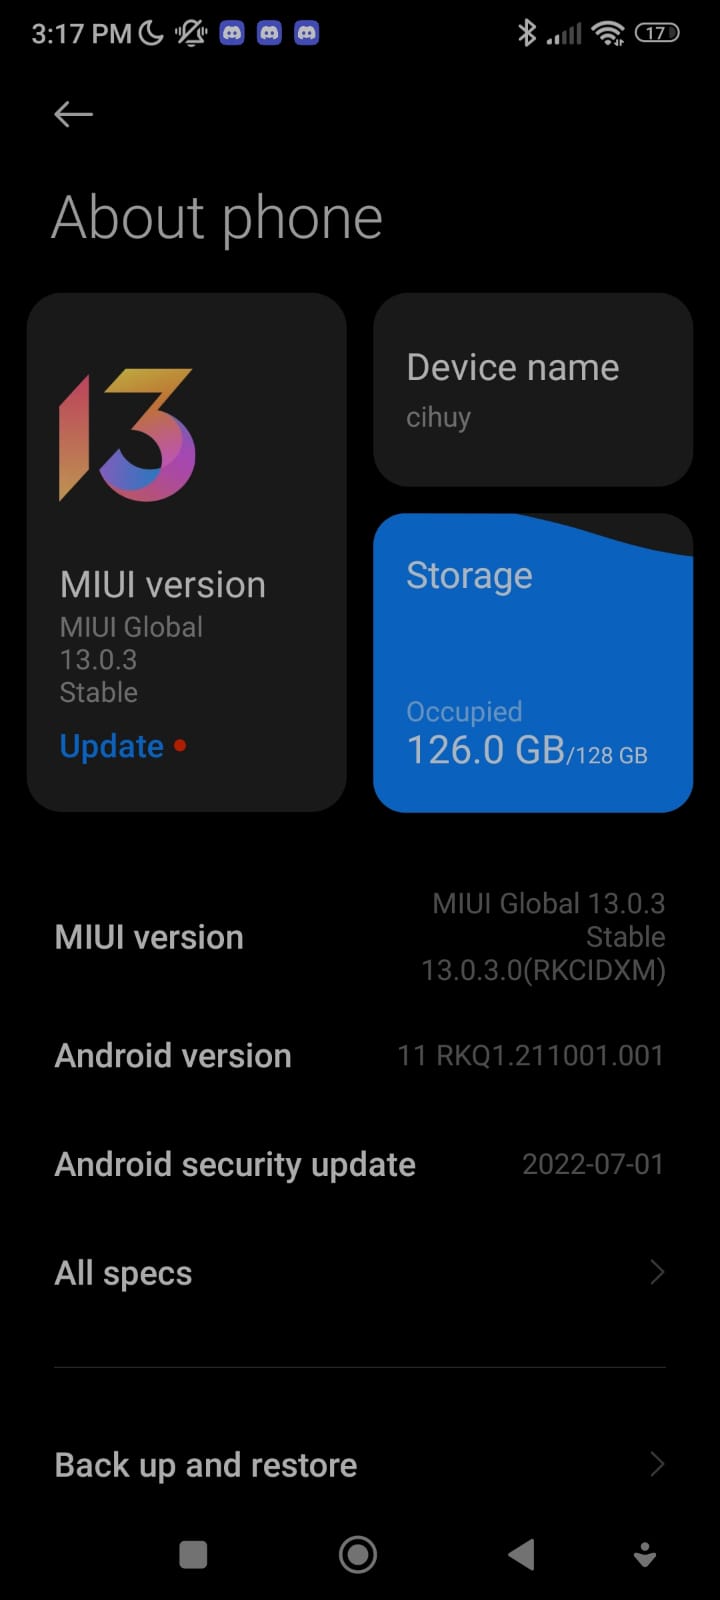 3:17 PM
17
About phone
13
MIUI version
MIUI Global
13.0.3
Stable
Update
Device name
cihuy
Storage
Occupied
126.0 GB/128 GB
MIUI version
MIUI Global 13.0.3
Stable
13.0.3.0(RKCIDXM)
Android version
11 RKQ1.211001.001
Android security update
2022-07-01
All specs
Back up and restore